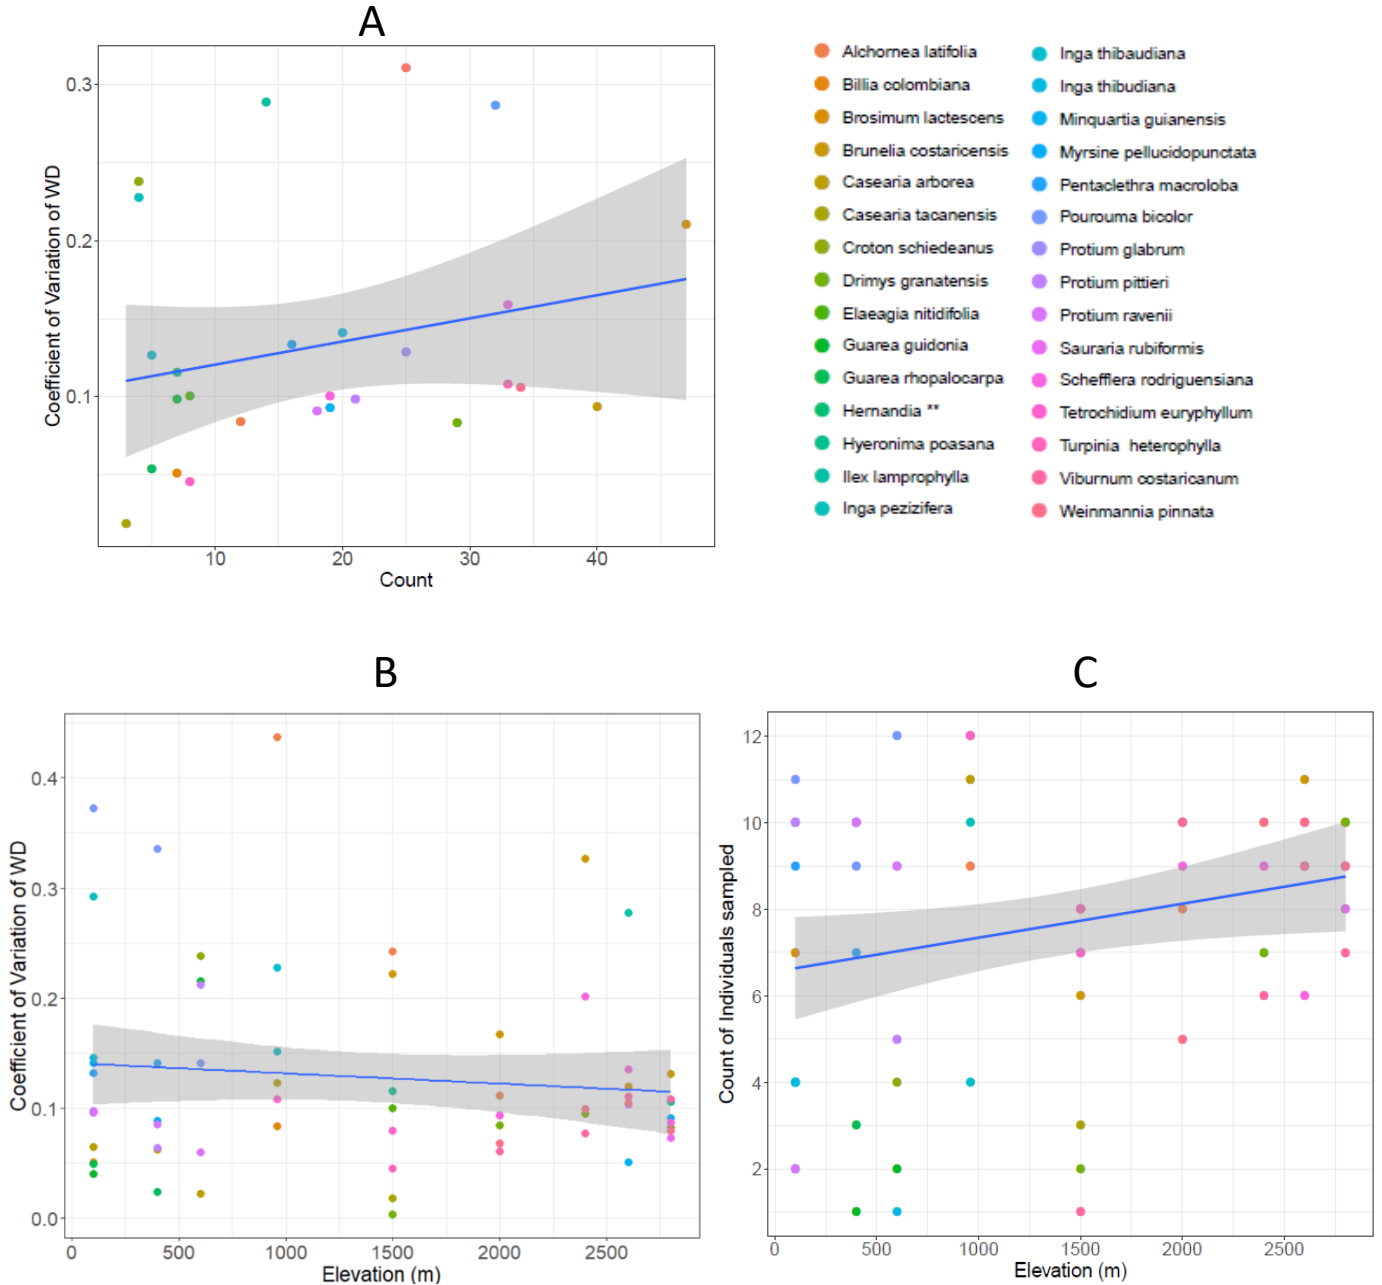 A
0.3
0.2
0.1
Coefficient of Variation of WD
10 20 30 40
Count
Alchornea latifolia
Billia colombiana
Brosimum lactescens
Brunelia costaricensis
Casearia arborea
Casearia tacanensis
Croton schiedeanus
Drimys granatensis
Elaeagia nitidifolia
Guarea guidonia
Guarea rhopalocarpa
Hernandia **
Hyeronima poasana
Ilex lamprophylla
Inga pezizifera
Inga thibaudiana
Inga thibudiana
Minquartia guianensis
Myrsine pellucidopunctata
Pentaclethra macroloba
Pourouma bicolor
Protium glabrum
Protium pittieri
Protium ravenii
Sauraria rubiformis
Schefflera rodriguensiana
Tetrochidium euryphyllum
Turpinia heterophylla
Viburnum costaricanum
Weinmannia pinnata
B
0.4
0.3
0.2
0.1
0.0
Coefficient of Variation of WD
0 500 1000 1500 2000 2500
Elevation (m)
C
12
10
8
6
4
2
Count of Individuals sampled
0 500 1000 1500 2000 2500
Elevation (m)